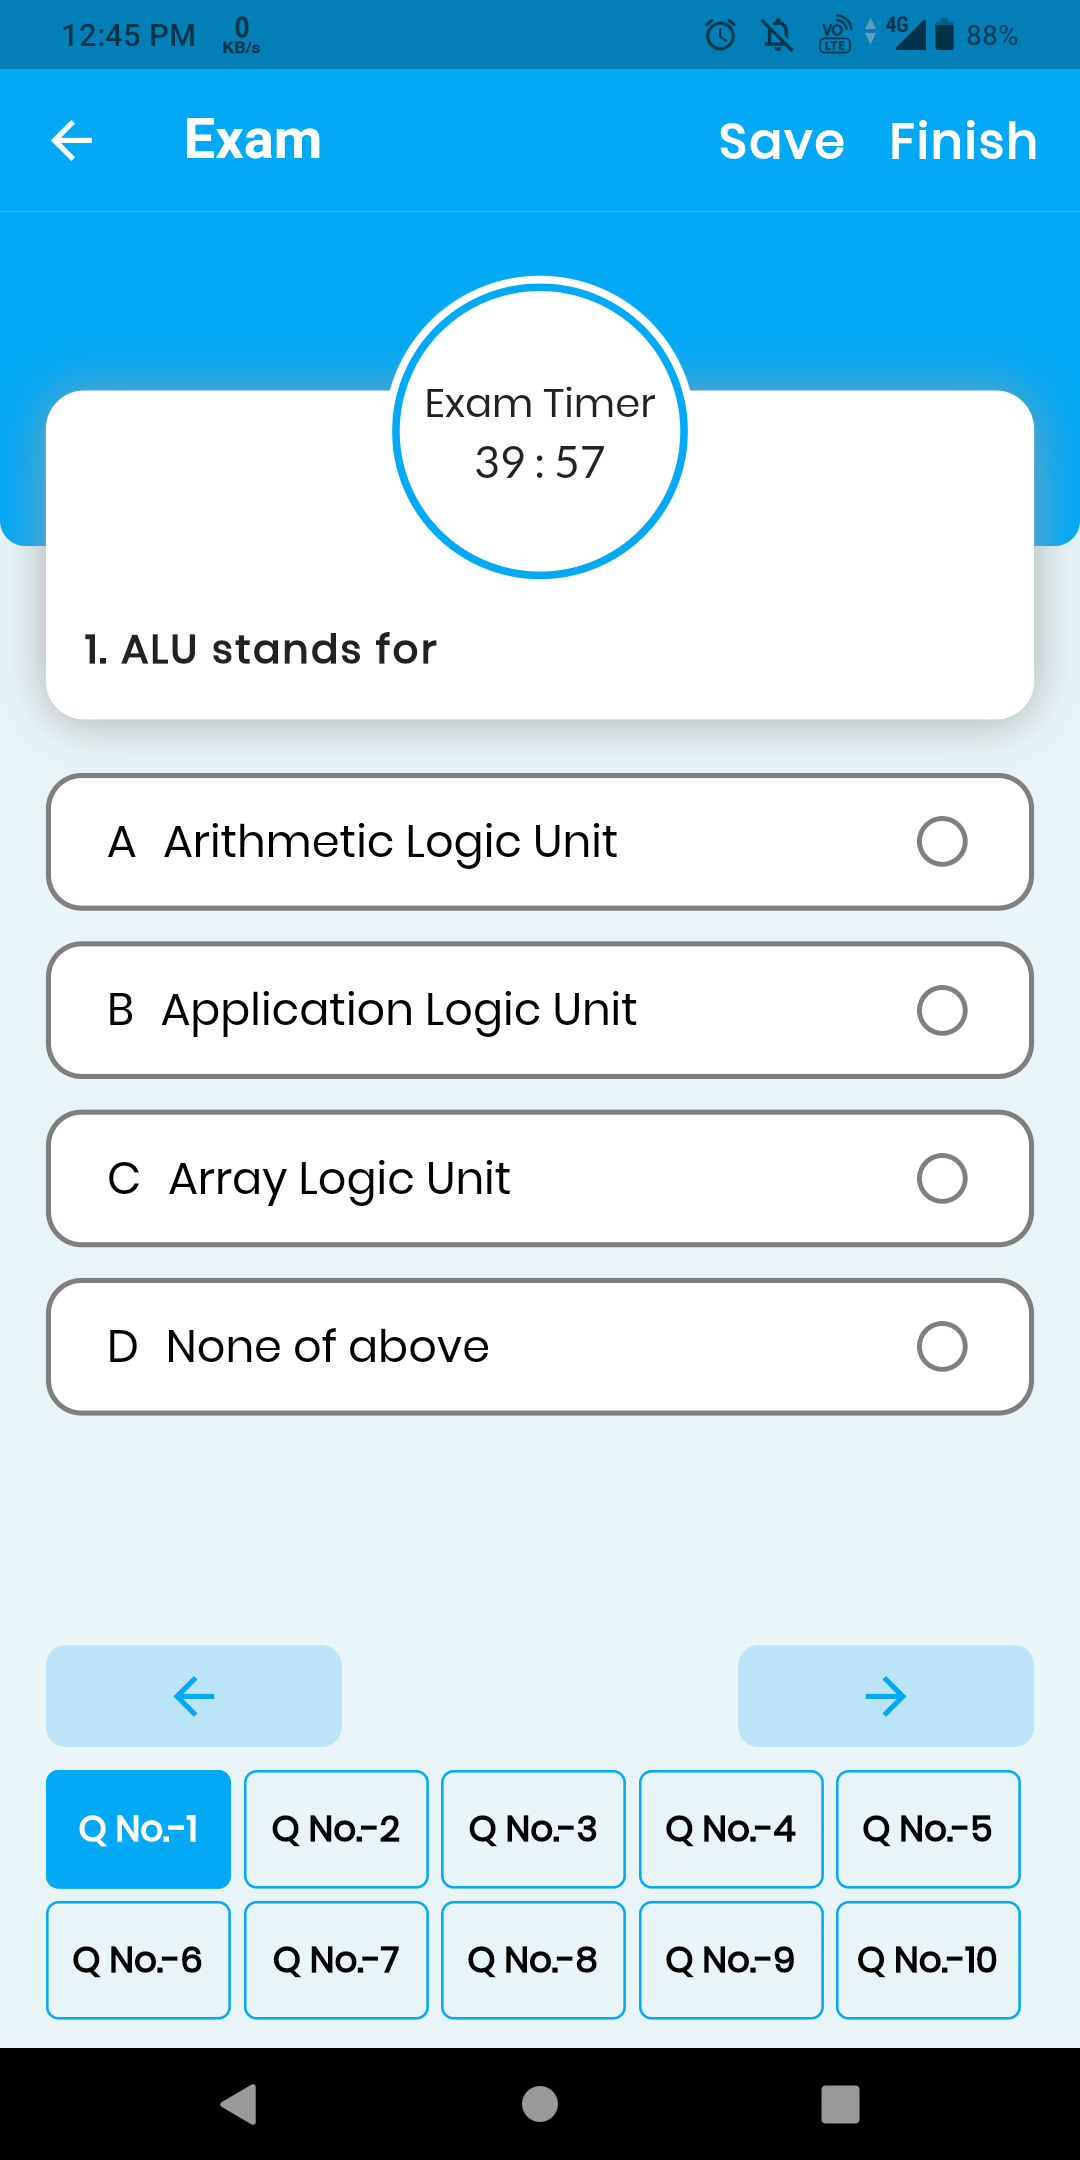 12:45 PM 0 KB/s VO LTE 4G 88%
Exam Save Finish
Exam Timer
39 : 57
1. ALU stands for
A Arithmetic Logic Unit
B Application Logic Unit
C Array Logic Unit
D None of above
Q No.-1 Q No.-2 Q No.-3 Q No.-4 Q No.-5
Q No.-6 Q No.-7 Q No.-8 Q No.-9 Q No.-10